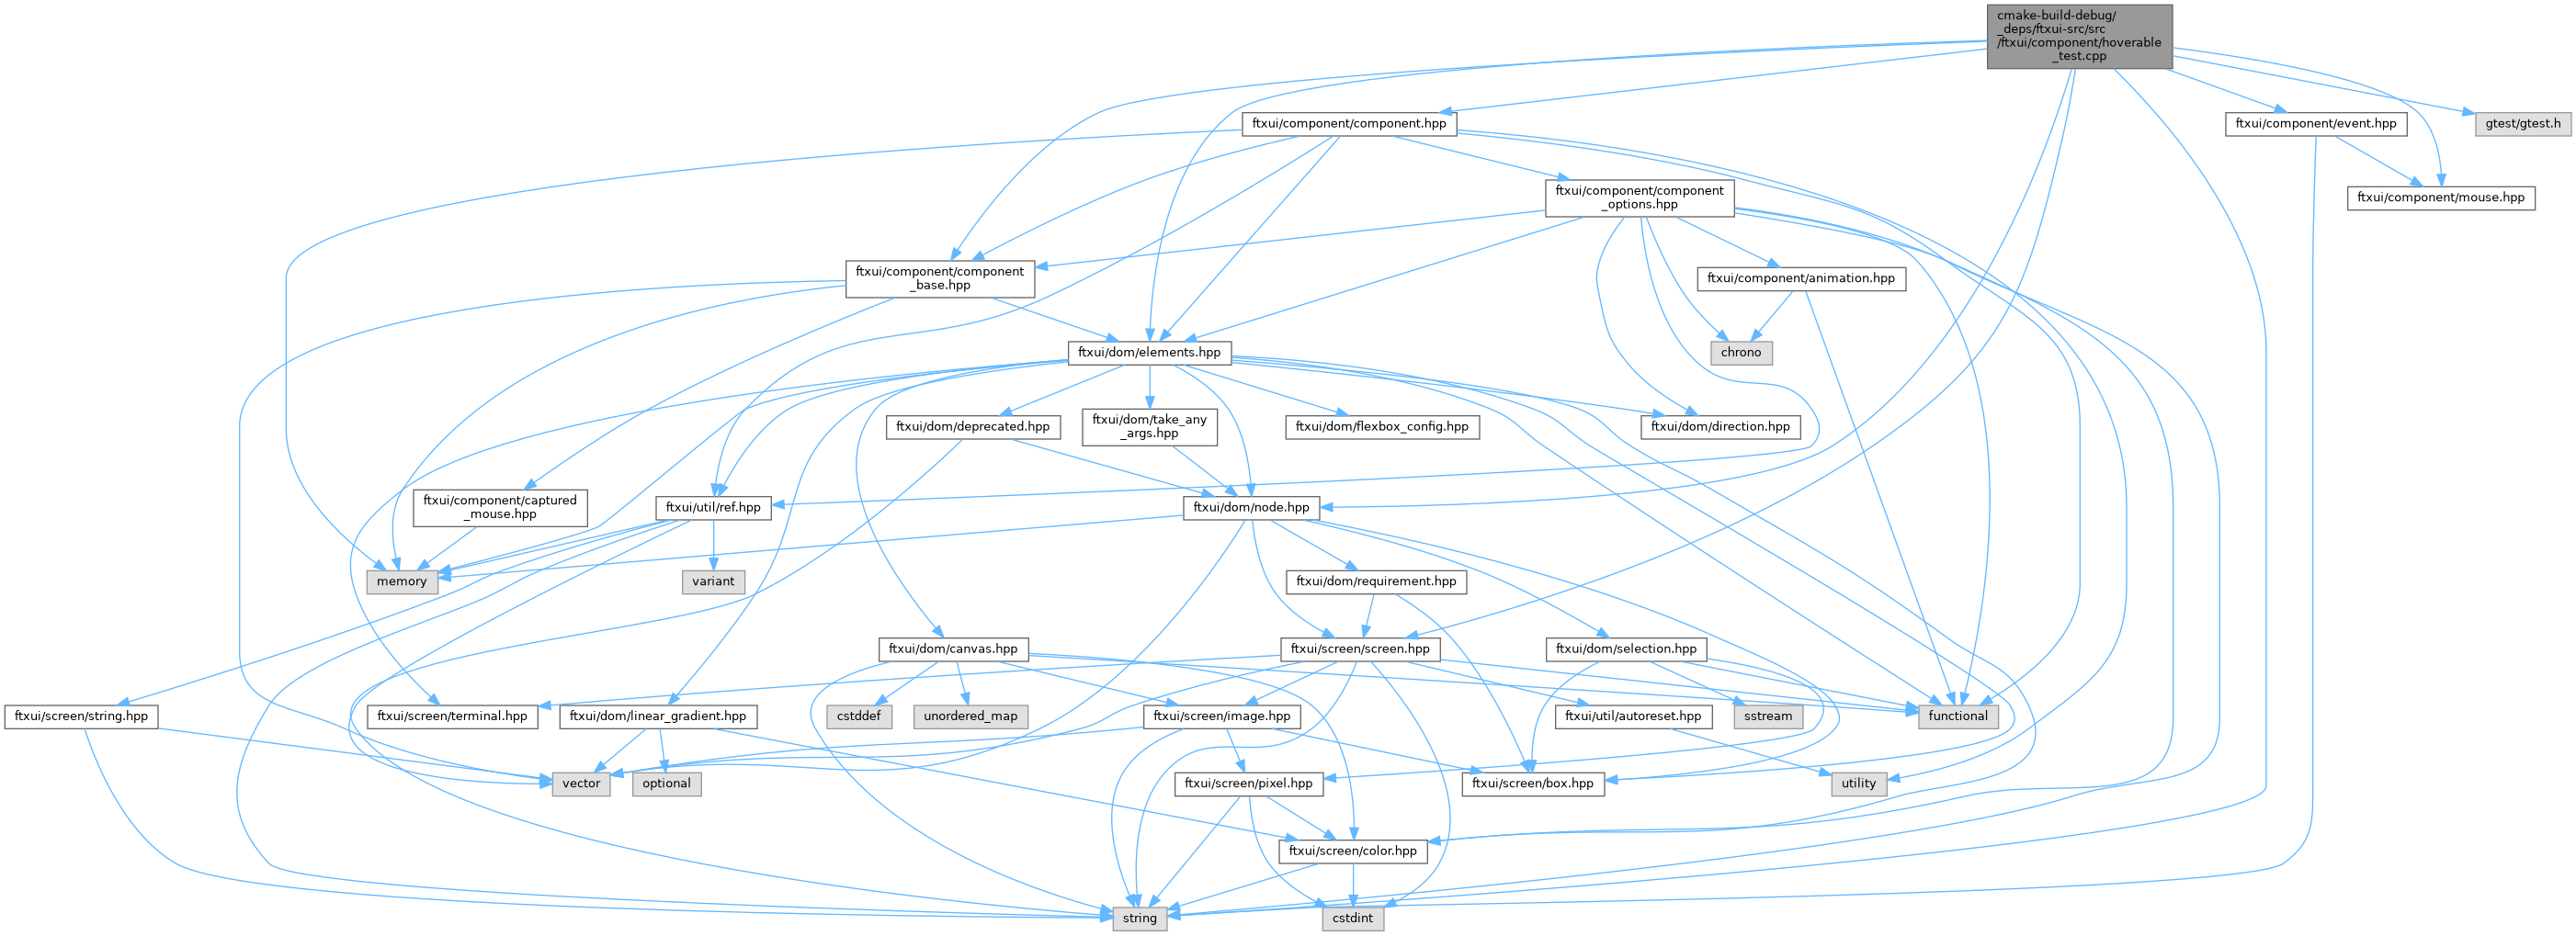 cmake-build-debug/
_deps/ftxui-src/src
/ftxui/component/hoverable
_test.cpp
ftxui/component/component.hpp
ftxui/component/event.hpp
gtest/gtest.h
ftxui/component/component
_options.hpp
ftxui/component/mouse.hpp
ftxui/component/component
_base.hpp
ftxui/component/animation.hpp
ftxui/dom/elements.hpp
chrono
ftxui/dom/deprecated.hpp
ftxui/dom/take_any
_args.hpp
ftxui/dom/flexbox_config.hpp
ftxui/dom/direction.hpp
ftxui/component/captured
_mouse.hpp
ftxui/util/ref.hpp
ftxui/dom/node.hpp
memory
variant
ftxui/dom/requirement.hpp
ftxui/dom/canvas.hpp
ftxui/screen/screen.hpp
ftxui/dom/selection.hpp
ftxui/screen/string.hpp
ftxui/screen/terminal.hpp
ftxui/dom/linear_gradient.hpp
cstddef
unordered_map
ftxui/screen/image.hpp
ftxui/util/autoreset.hpp
sstream
functional
vector
optional
ftxui/screen/pixel.hpp
ftxui/screen/box.hpp
utility
ftxui/screen/color.hpp
string
cstdint